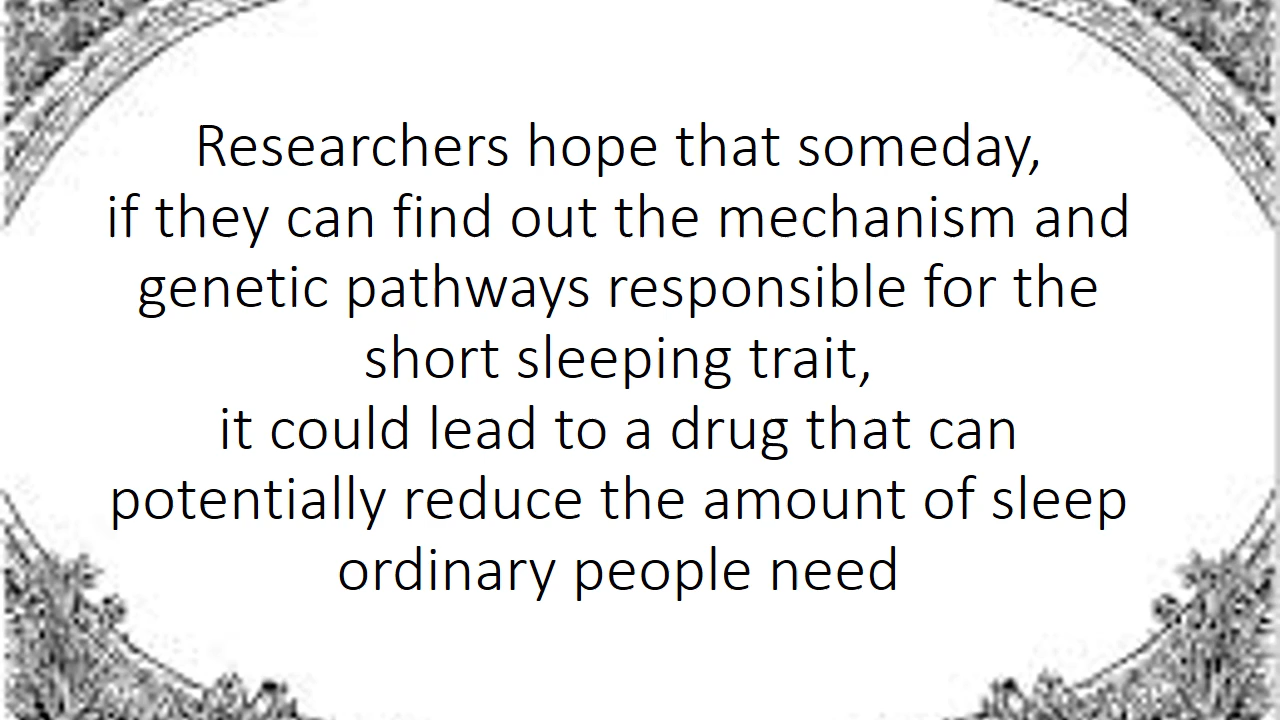 Researchers hope that someday,
if they can find out the mechanism and
genetic pathways responsible for the
short sleeping trait,
it could lead to a drug that can
potentially reduce the amount of sleep
ordinary people need